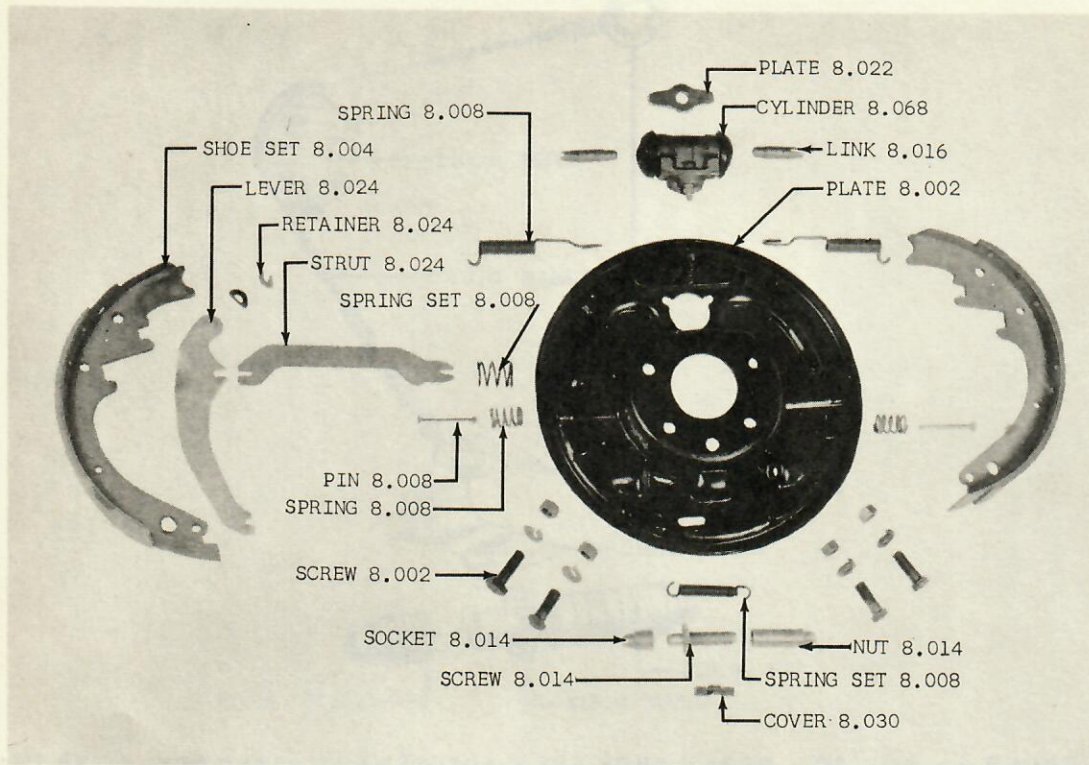 PLATE 8.022
SPRING 8.008
CYLINDER 8.068
SHOE SET 8.004
LINK 8.016
LEVER 8.024
PLATE 8.002
RETAINER 8.024
STRUT 8.024
SPRING SET 8.008
PIN 8.008
SPRING 8.008
SCREW 8.002
SOCKET 8.014
NUT 8.014
SCREW 8.014
SPRING SET 8.008
COVER 8.030